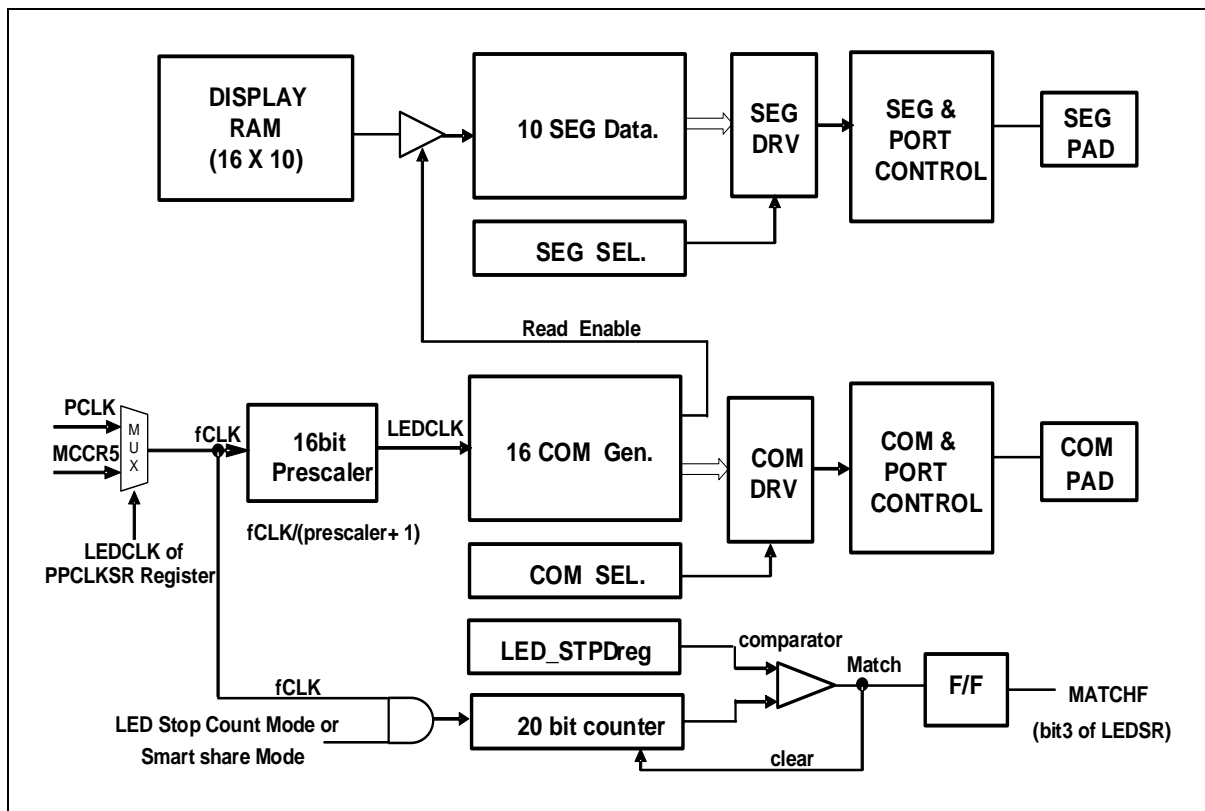 DISPLAY
RAM
(16 X 10)
10 SEG Data.
SEG
DRV
SEG &
PORT
CONTROL
SEG
PAD
SEG SEL.
Read Enable
PCLK
MCCR5
MUX
fCLK
16bit
Prescaler
LEDCLK
16 COM Gen.
COM
DRV
COM &
PORT
CONTROL
COM
PAD
fCLK/(prescaler+ 1)
LEDCLK of
PPCLKSR Register
COM SEL.
LED_STPDreg
comparator
Match
F/F
MATCHF
(bit3 of LEDSR)
fCLK
LED Stop Count Mode or
Smart share Mode
20 bit counter
clear